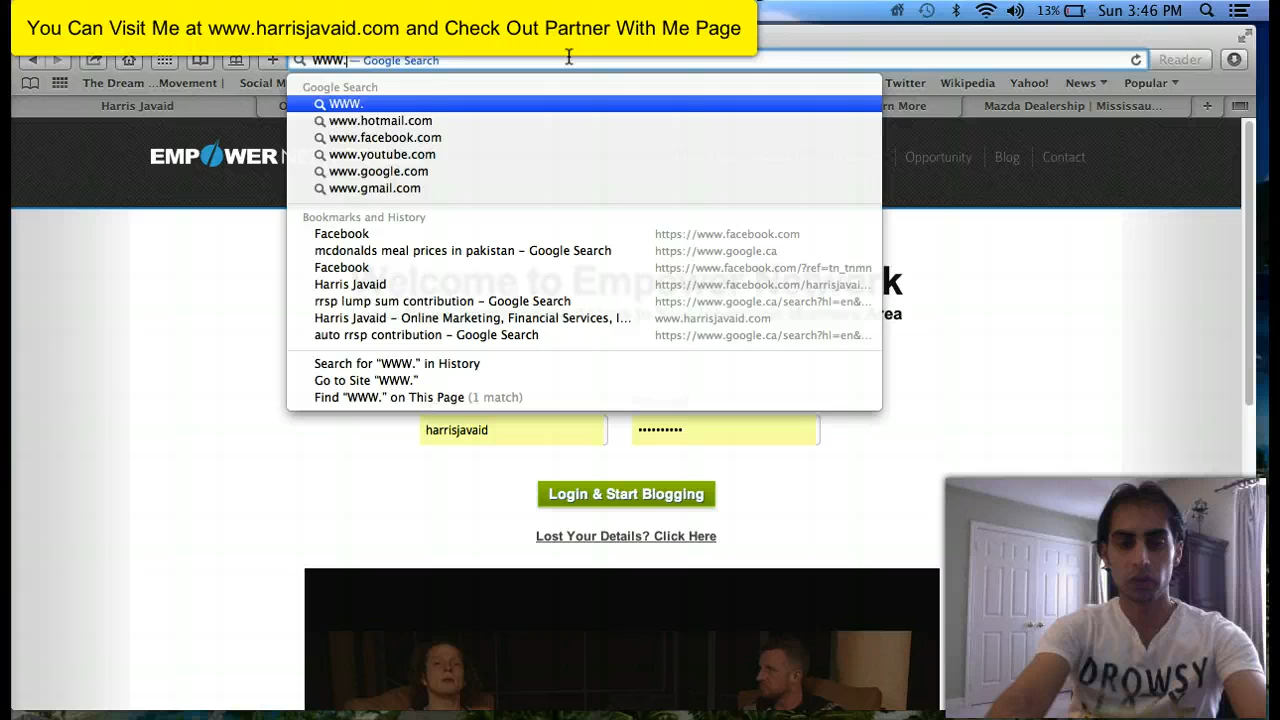 You Can Visit Me at www.harrisjavaid.com and Check Out Partner With Me Page
13% Sun 3:46 PM
WWW. — Google Search
Reader
The Dream ... Journey
Social M
Twitter Wikipedia Yahoo! News Popular
Harris Javaid
rn More
Mazda Dealership | Mississau...
EMPOWER NE
Opportunity Blog Contact
Google Search
WWW.
www.hotmail.com
www.facebook.com
www.youtube.com
www.google.com
www.gmail.com
Bookmarks and History
Facebook https://www.facebook.com
mcdonalds meal prices in pakistan – Google Search https://www.google.ca
Facebook https://www.facebook.com/?ref=tn_tnmn
Harris Javaid https://www.facebook.com/harrisjavai...
rrsp lump sum contribution – Google Search https://www.google.ca/search?hl=en&...
Harris Javaid – Online Marketing, Financial Services, I... www.harrisjavaid.com
auto rrsp contribution – Google Search https://www.google.ca/search?hl=en&...
Welcome to Empower Network
Area
Search for “WWW.” in History
Go to Site “WWW.”
Find “WWW.” on This Page (1 match)
harrisjavaid ••••••••••
Login & Start Blogging
Lost Your Details? Click Here
DROWSY